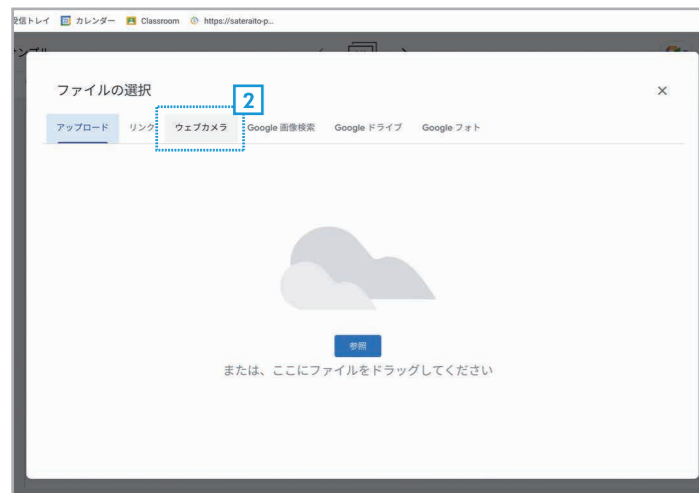 受信トレイ カレンダー Classroom https://sateraito-p...
ンプル
ファイルの選択 ×
2
アップロード リンク ウェブカメラ Google 画像検索 Google ドライブ Google フォト
参照
または、ここにファイルをドラッグしてください